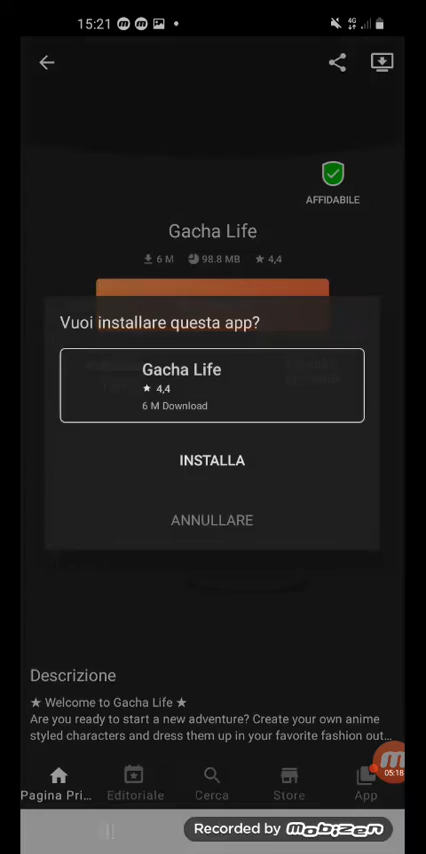 15:21
4G
AFFIDABILE
Gacha Life
6 M 98.8 MB ★ 4,4
Vuoi installare questa app?
Gacha Life
★ 4,4
6 M Download
INSTALLA
ANNULLARE
Descrizione
★ Welcome to Gacha Life ★
Are you ready to start a new adventure? Create your own anime
styled characters and dress them up in your favorite fashion out...
05:18
Pagina Pri... Editoriale Cerca Store App
Recorded by mobizen